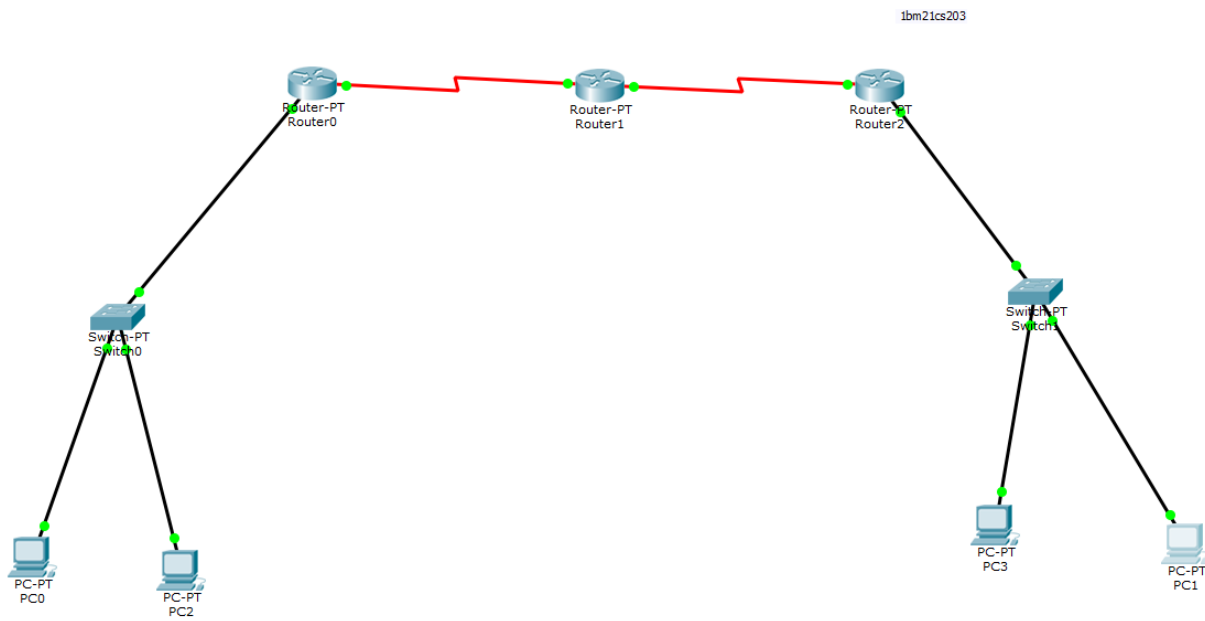 1bm21cs203
Router-PT
Router0
Router-PT
Router1
Router-PT
Router2
Switch-PT
Switch0
Switch-PT
Switch1
PC-PT
PC0
PC-PT
PC2
PC-PT
PC3
PC-PT
PC1